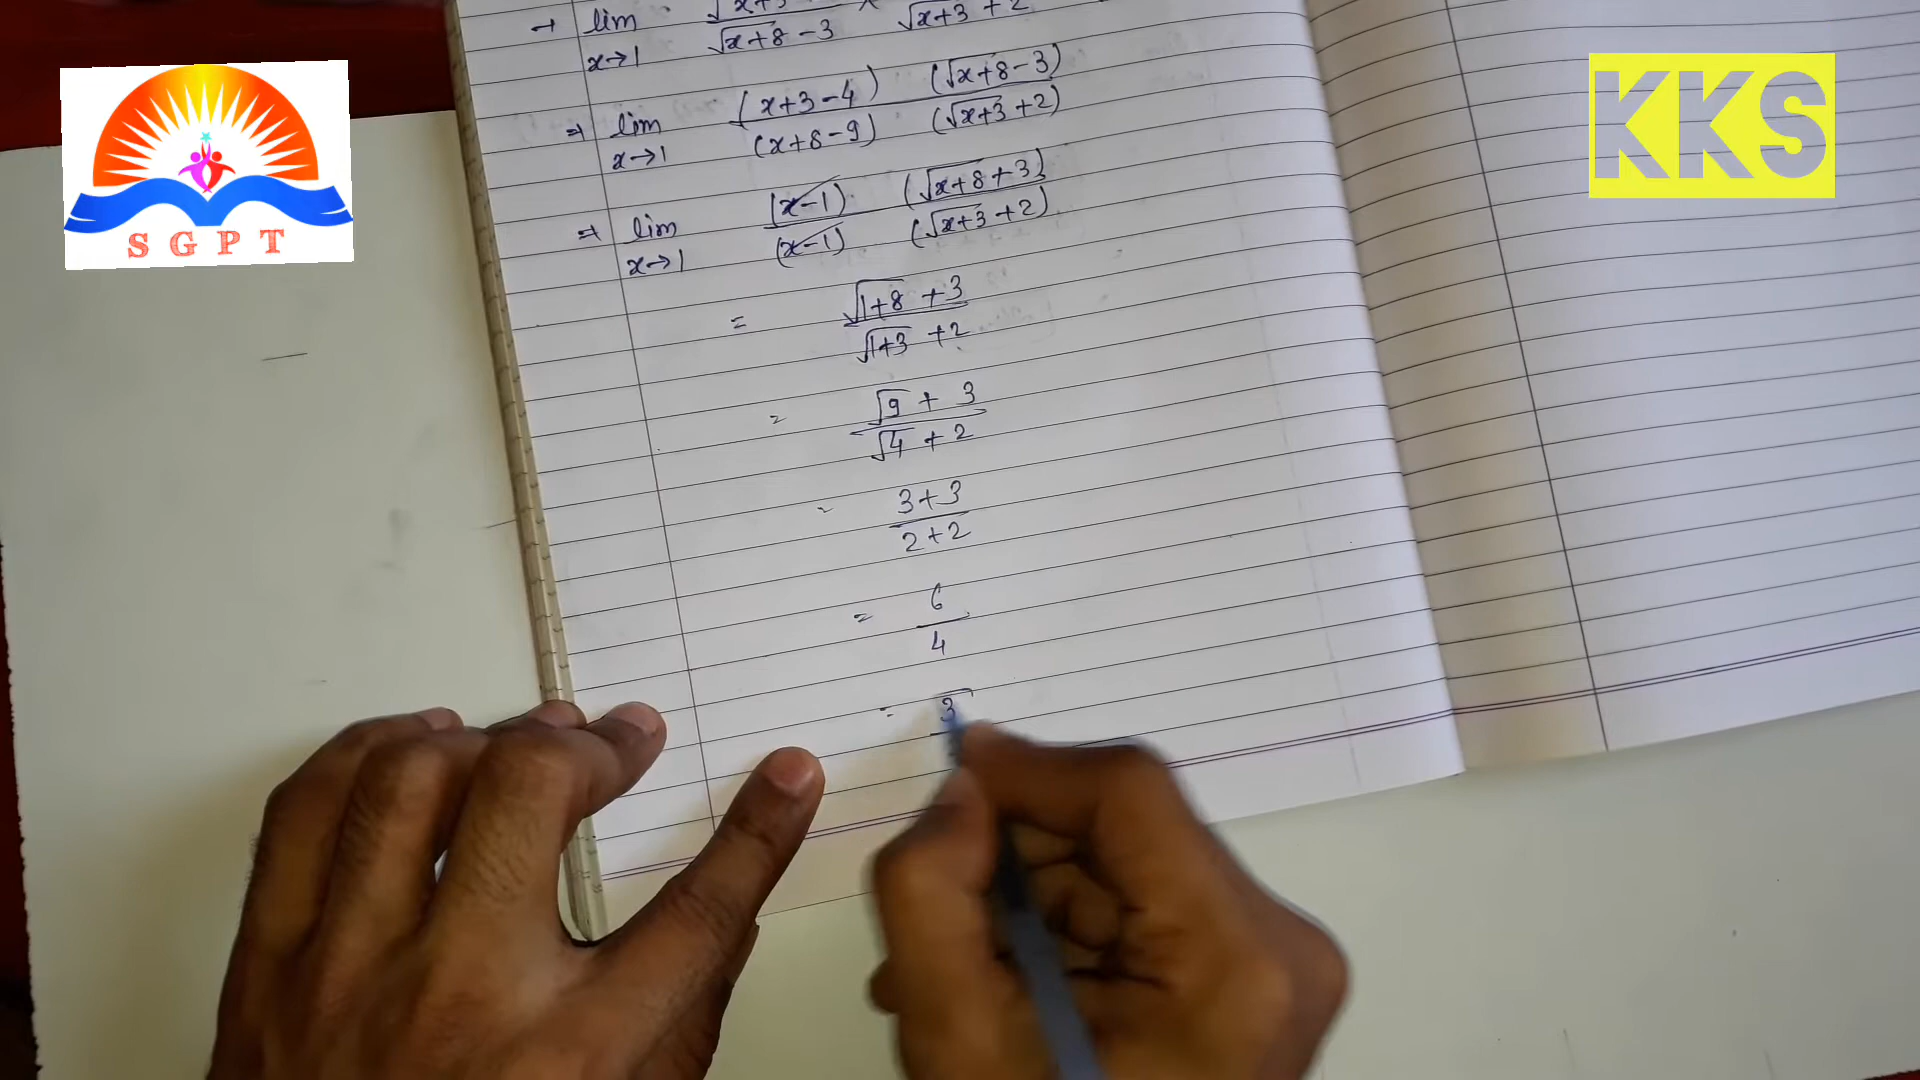 → lim √x+3 × √x+3 + 2
x→1 √x+8 - 3
⇒ lim (x+3-4) (√x+8 - 3)
x→1 (x+8-9) (√x+3 + 2)
⇒ lim (x-1) (√x+8 + 3)
x→1 (x-1) (√x+3 + 2)
= √1+8 + 3
√1+3 + 2
= √9 + 3
√4 + 2
= 3+3
2+2
= 6
4
= 3
SGPT
KKS